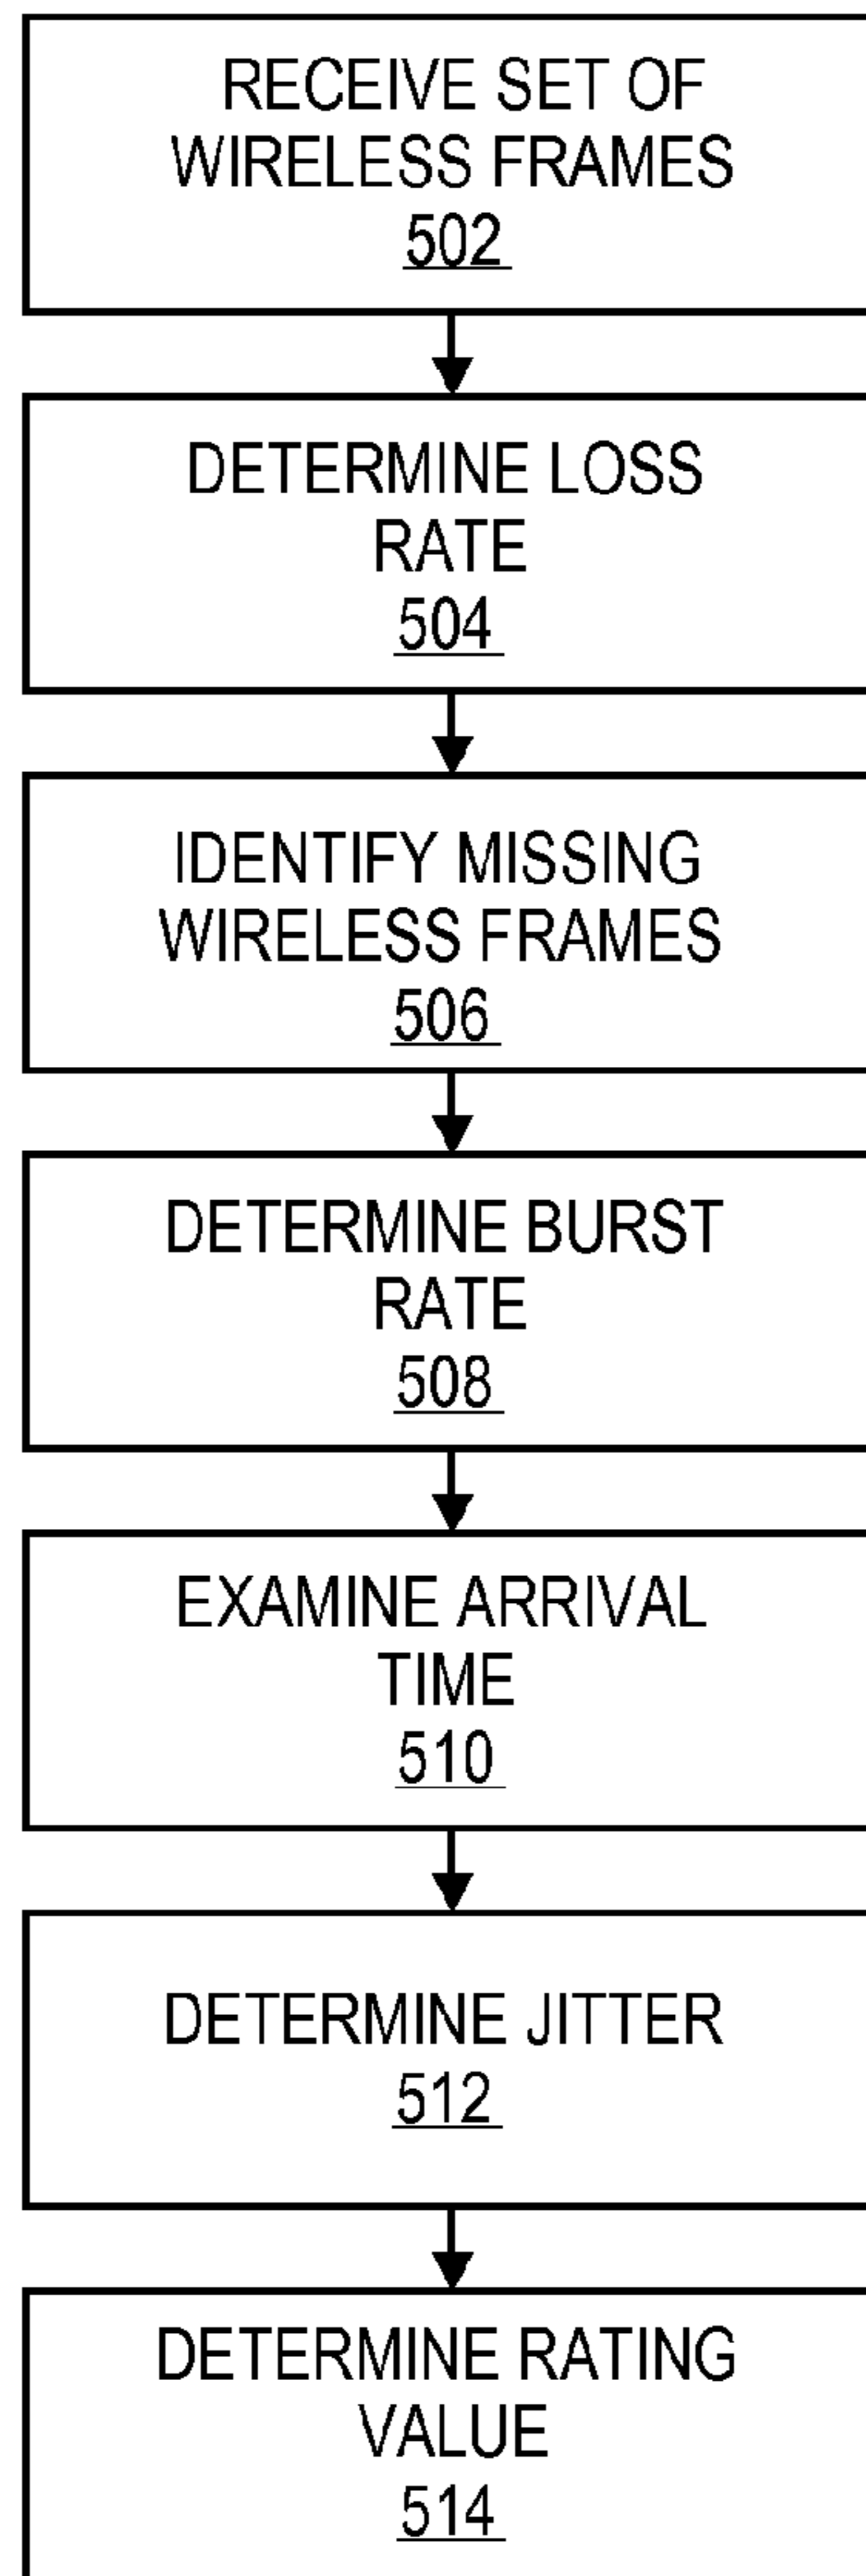 RECEIVE SET OF
WIRELESS FRAMES
502
DETERMINE LOSS
RATE
504
IDENTIFY MISSING
WIRELESS FRAMES
506
DETERMINE BURST
RATE
508
EXAMINE ARRIVAL
TIME
510
DETERMINE JITTER
512
DETERMINE RATING
VALUE
514